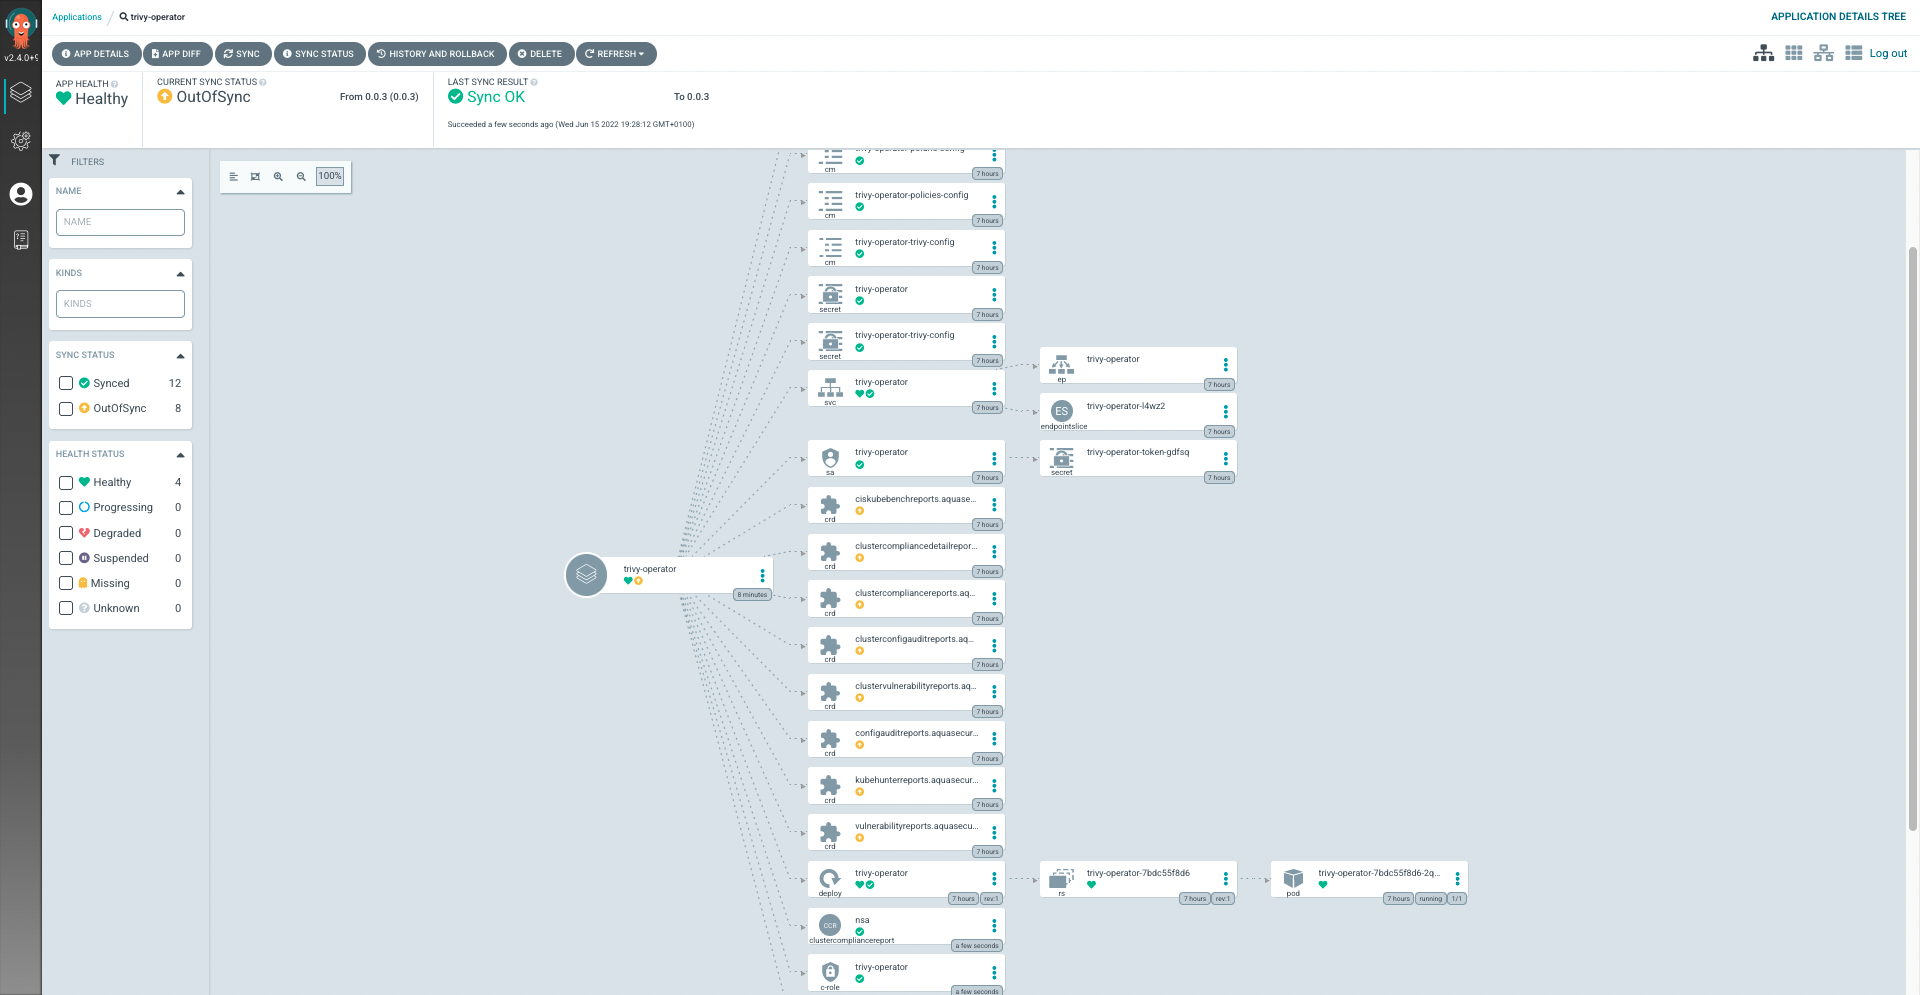 Applications / trivy-operator
APPLICATION DETAILS TREE
v2.4.0+9
APP DETAILS
APP DIFF
SYNC
SYNC STATUS
HISTORY AND ROLLBACK
DELETE
REFRESH
Log out
APP HEALTH
Healthy
CURRENT SYNC STATUS
OutOfSync
From 0.0.3 (0.0.3)
LAST SYNC RESULT
Sync OK
To 0.0.3
Succeeded a few seconds ago (Wed Jun 15 2022 19:28:12 GMT+0100)
FILTERS
NAME
NAME
KINDS
KINDS
SYNC STATUS
Synced 12
OutOfSync 8
HEALTH STATUS
Healthy 4
Progressing 0
Degraded 0
Suspended 0
Missing 0
Unknown 0
100%
trivy-operator
8 minutes
cm
7 hours
trivy-operator-policies-config
cm
7 hours
trivy-operator-trivy-config
cm
7 hours
trivy-operator
secret
7 hours
trivy-operator-trivy-config
secret
7 hours
trivy-operator
svc
7 hours
trivy-operator
ep
7 hours
ES
trivy-operator-l4wz2
endpointslice
7 hours
trivy-operator
sa
7 hours
trivy-operator-token-gdfsq
secret
7 hours
ciskubebenchreports.aquase...
crd
7 hours
clustercompliancedetailrepor...
crd
7 hours
clustercompliancereports.aq...
crd
7 hours
clusterconfigauditreports.aq...
crd
7 hours
clustervulnerabilityreports.aq...
crd
7 hours
configauditreports.aquasecur...
crd
7 hours
kubehunterreports.aquasecur...
crd
7 hours
vulnerabilityreports.aquasecu...
crd
7 hours
trivy-operator
deploy
7 hours rev:1
trivy-operator-7bdc55f8d6
rs
7 hours rev:1
trivy-operator-7bdc55f8d6-2q...
pod
7 hours running 1/1
CCR
nsa
clustercompliancereport
a few seconds
trivy-operator
c-role
a few seconds